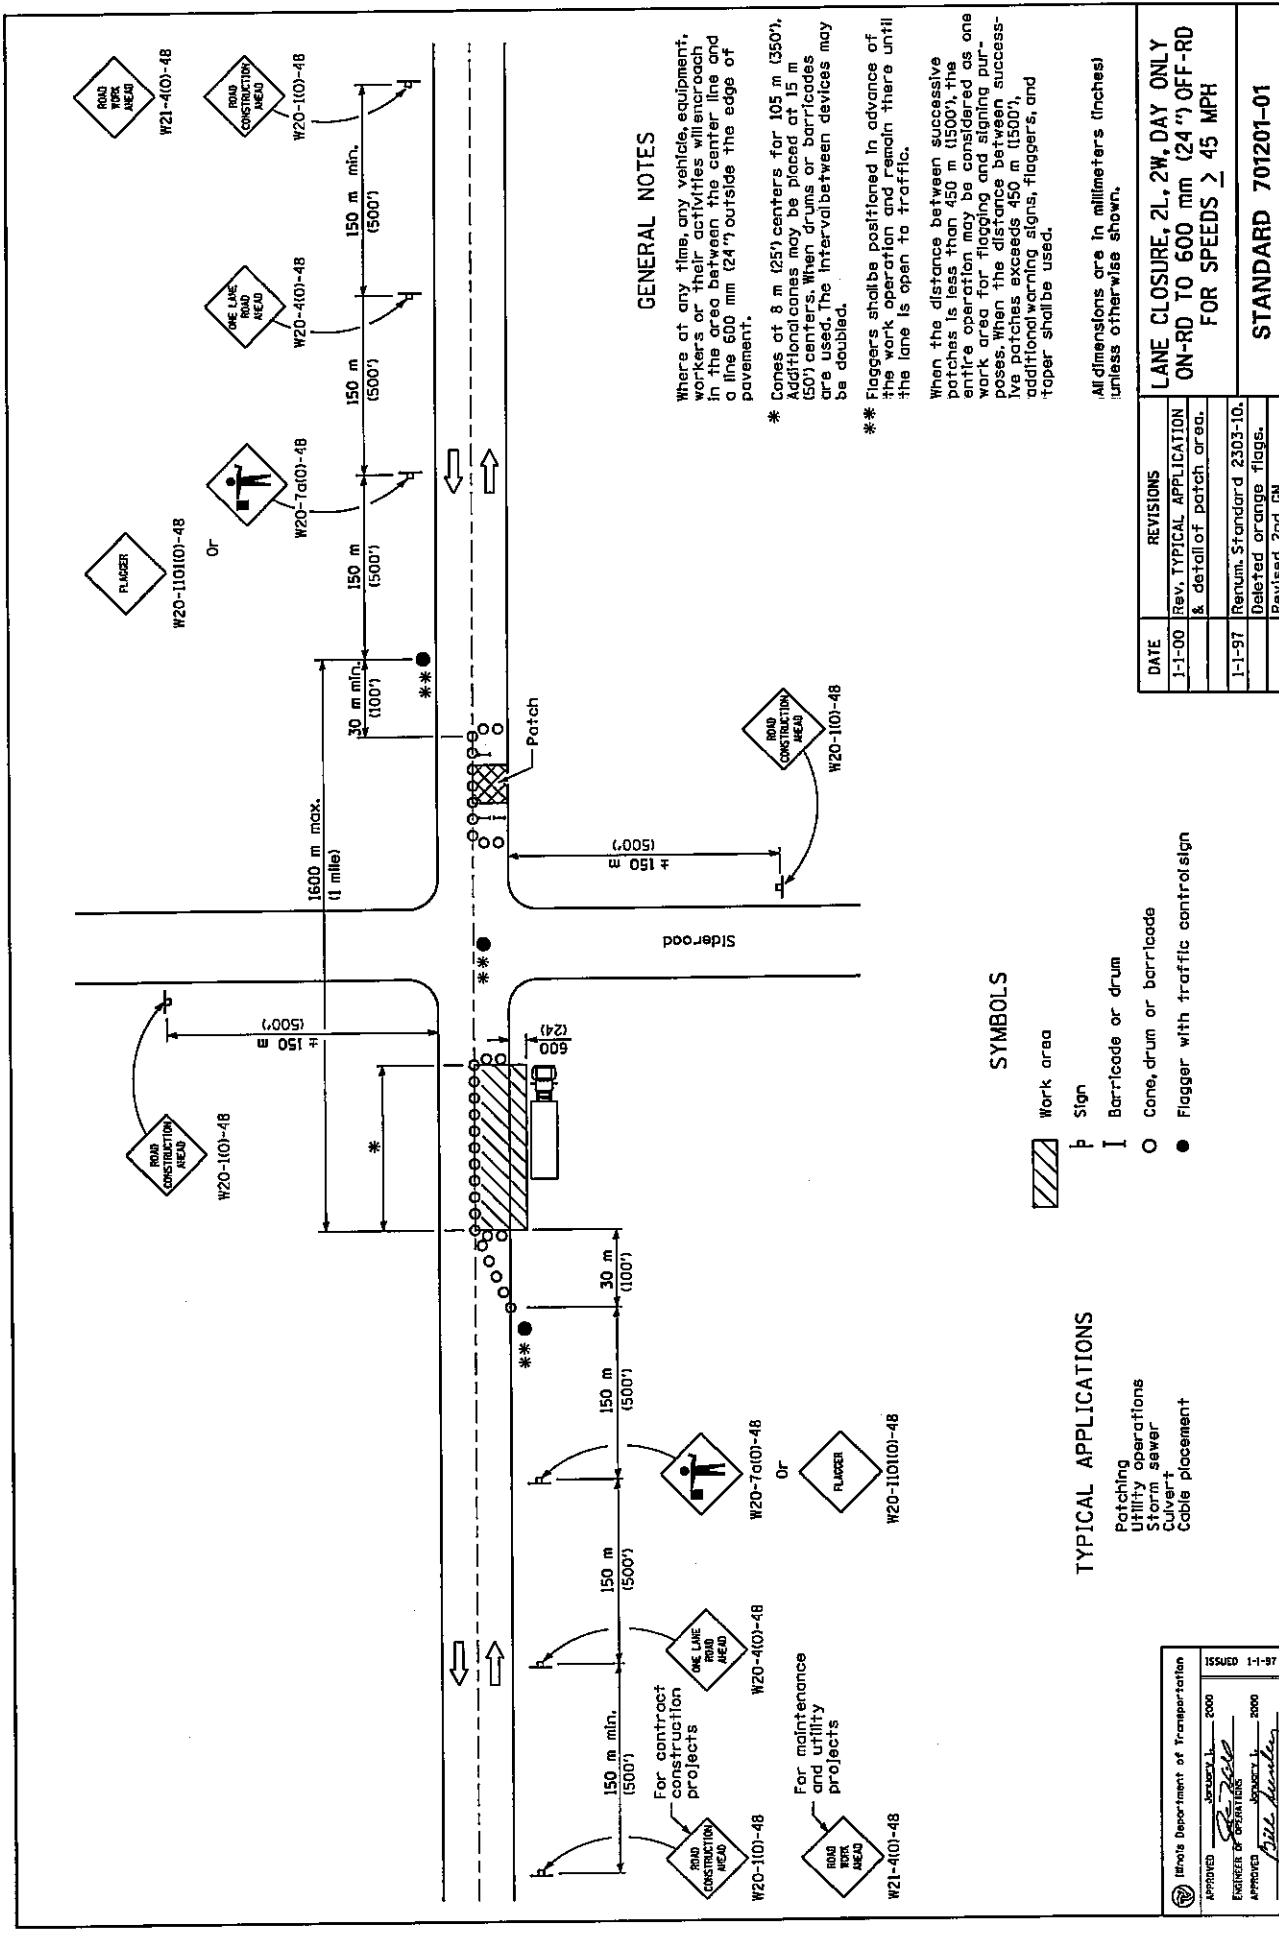 ROAD
WORK
AHEAD
W21-4(O)-48
ROAD
CONSTRUCTION
AHEAD
W20-1(O)-48
ONE LANE
ROAD
AHEAD
W20-4(O)-48
FLAGGER
W20-1101(O)-48
Or
W20-7a(O)-48
150 m min.
(500')
150 m
(500')
150 m
(500')
30 m min.
(100')
1600 m max.
(1 mile)
**
Patch
ROAD
CONSTRUCTION
AHEAD
W20-1(O)-48
± 150 m
(500')
Sideroad
**
ROAD
CONSTRUCTION
AHEAD
W20-1(O)-48
± 150 m
(500')
*
600
(24)
30 m
(100')
**
150 m
(500')
150 m
(500')
150 m min.
(500')
W20-7a(O)-48
Or
FLAGGER
W20-1101(O)-48
ONE LANE
ROAD
AHEAD
W20-4(O)-48
For contract
construction
projects
ROAD
CONSTRUCTION
AHEAD
W20-1(O)-48
For maintenance
and utility
projects
ROAD
WORK
AHEAD
W21-4(O)-48
GENERAL NOTES
Where at any time, any vehicle, equipment,
workers or their activities will encroach
in the area between the center line and
a line 600 mm (24") outside the edge of
pavement.
* Cones at 8 m (25') centers for 105 m (350').
Additional cones may be placed at 15 m
(50') centers. When drums or barricades
are used. The interval between devices may
be doubled.
** Flaggers shall be positioned in advance of
the work operation and remain there until
the lane is open to traffic.
When the distance between successive
patches is less than 450 m (1500'), the
entire operation may be considered as one
work area for flagging and signing pur-
poses. When the distance between success-
ive patches exceeds 450 m (1500'),
additional warning signs, flaggers, and
taper shall be used.
All dimensions are in millimeters (inches)
unless otherwise shown.
SYMBOLS
Work area
Sign
Barricade or drum
Cone, drum or barricade
Flagger with traffic control sign
TYPICAL APPLICATIONS
Patching
Utility operations
Storm sewer
Culvert
Cable placement
Illinois Department of Transportation
APPROVED January 1, 2000
ENGINEER OF OPERATIONS
APPROVED January 1, 2000
ISSUED 1-1-97
DATE REVISIONS
1-1-00 Rev. TYPICAL APPLICATION
& detail of patch area.
1-1-97 Renum. Standard 2303-10.
Deleted orange flags.
Revised 2nd GN
LANE CLOSURE, 2L, 2W, DAY ONLY
ON-RD TO 600 mm (24") OFF-RD
FOR SPEEDS ≥ 45 MPH
STANDARD 701201-01